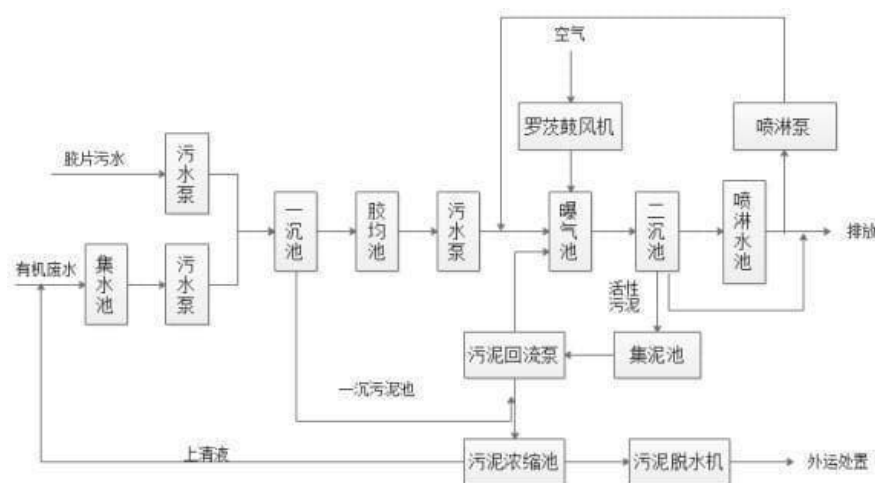 空气
罗茨鼓风机
喷淋泵
胶片污水
污水泵
一沉池
胶均池
污水泵
曝气池
二沉池
喷淋水池
排放
有机废水
集水池
污水泵
活性
污泥
污泥回流泵
集泥池
一沉污泥池
上清液
污泥浓缩池
污泥脱水机
外运处置